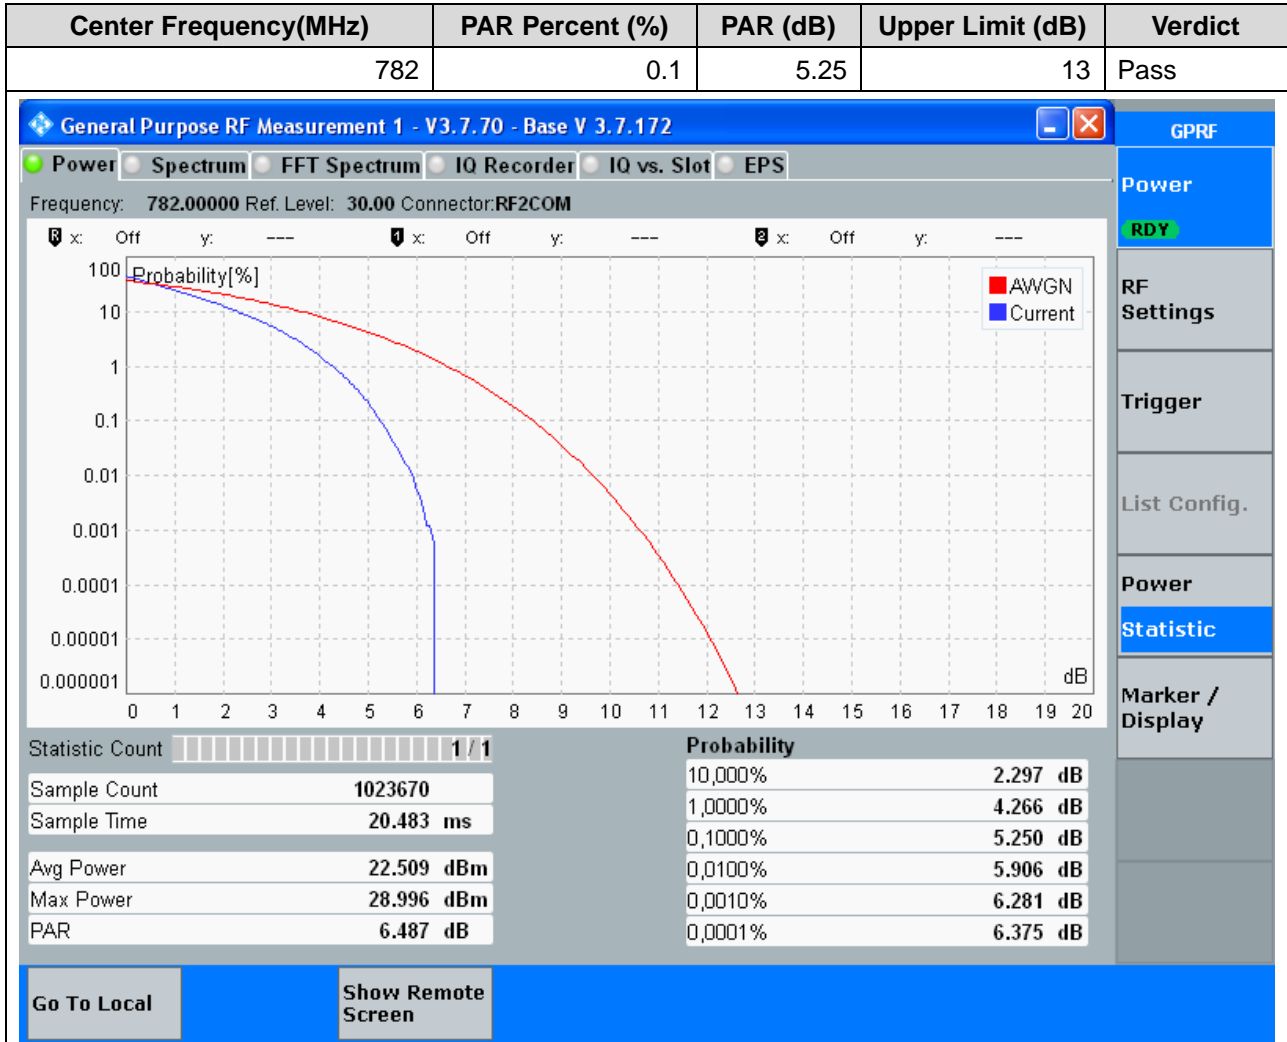 Center Frequency(MHz) PAR Percent (%) PAR (dB) Upper Limit (dB) Verdict
782 0.1 5.25 13 Pass
General Purpose RF Measurement 1 - V3.7.70 - Base V 3.7.172
GPRF
Power Spectrum FFT Spectrum IQ Recorder IQ vs. Slot EPS
Frequency: 782.00000 Ref. Level: 30.00 Connector:RF2COM
R x: Off y: --- 1 x: Off y: --- 2 x: Off y: ---
Probability[%]
AWGN
Current
100
10
1
0.1
0.01
0.001
0.0001
0.00001
0.000001
dB
0 1 2 3 4 5 6 7 8 9 10 11 12 13 14 15 16 17 18 19 20
Statistic Count 1 / 1
Sample Count 1023670
Sample Time 20.483 ms
Avg Power 22.509 dBm
Max Power 28.996 dBm
PAR 6.487 dB
Probability
10,000% 2.297 dB
1,0000% 4.266 dB
0,1000% 5.250 dB
0,0100% 5.906 dB
0,0010% 6.281 dB
0,0001% 6.375 dB
Power
RDY
RF
Settings
Trigger
List Config.
Power
Statistic
Marker /
Display
Go To Local
Show Remote
Screen